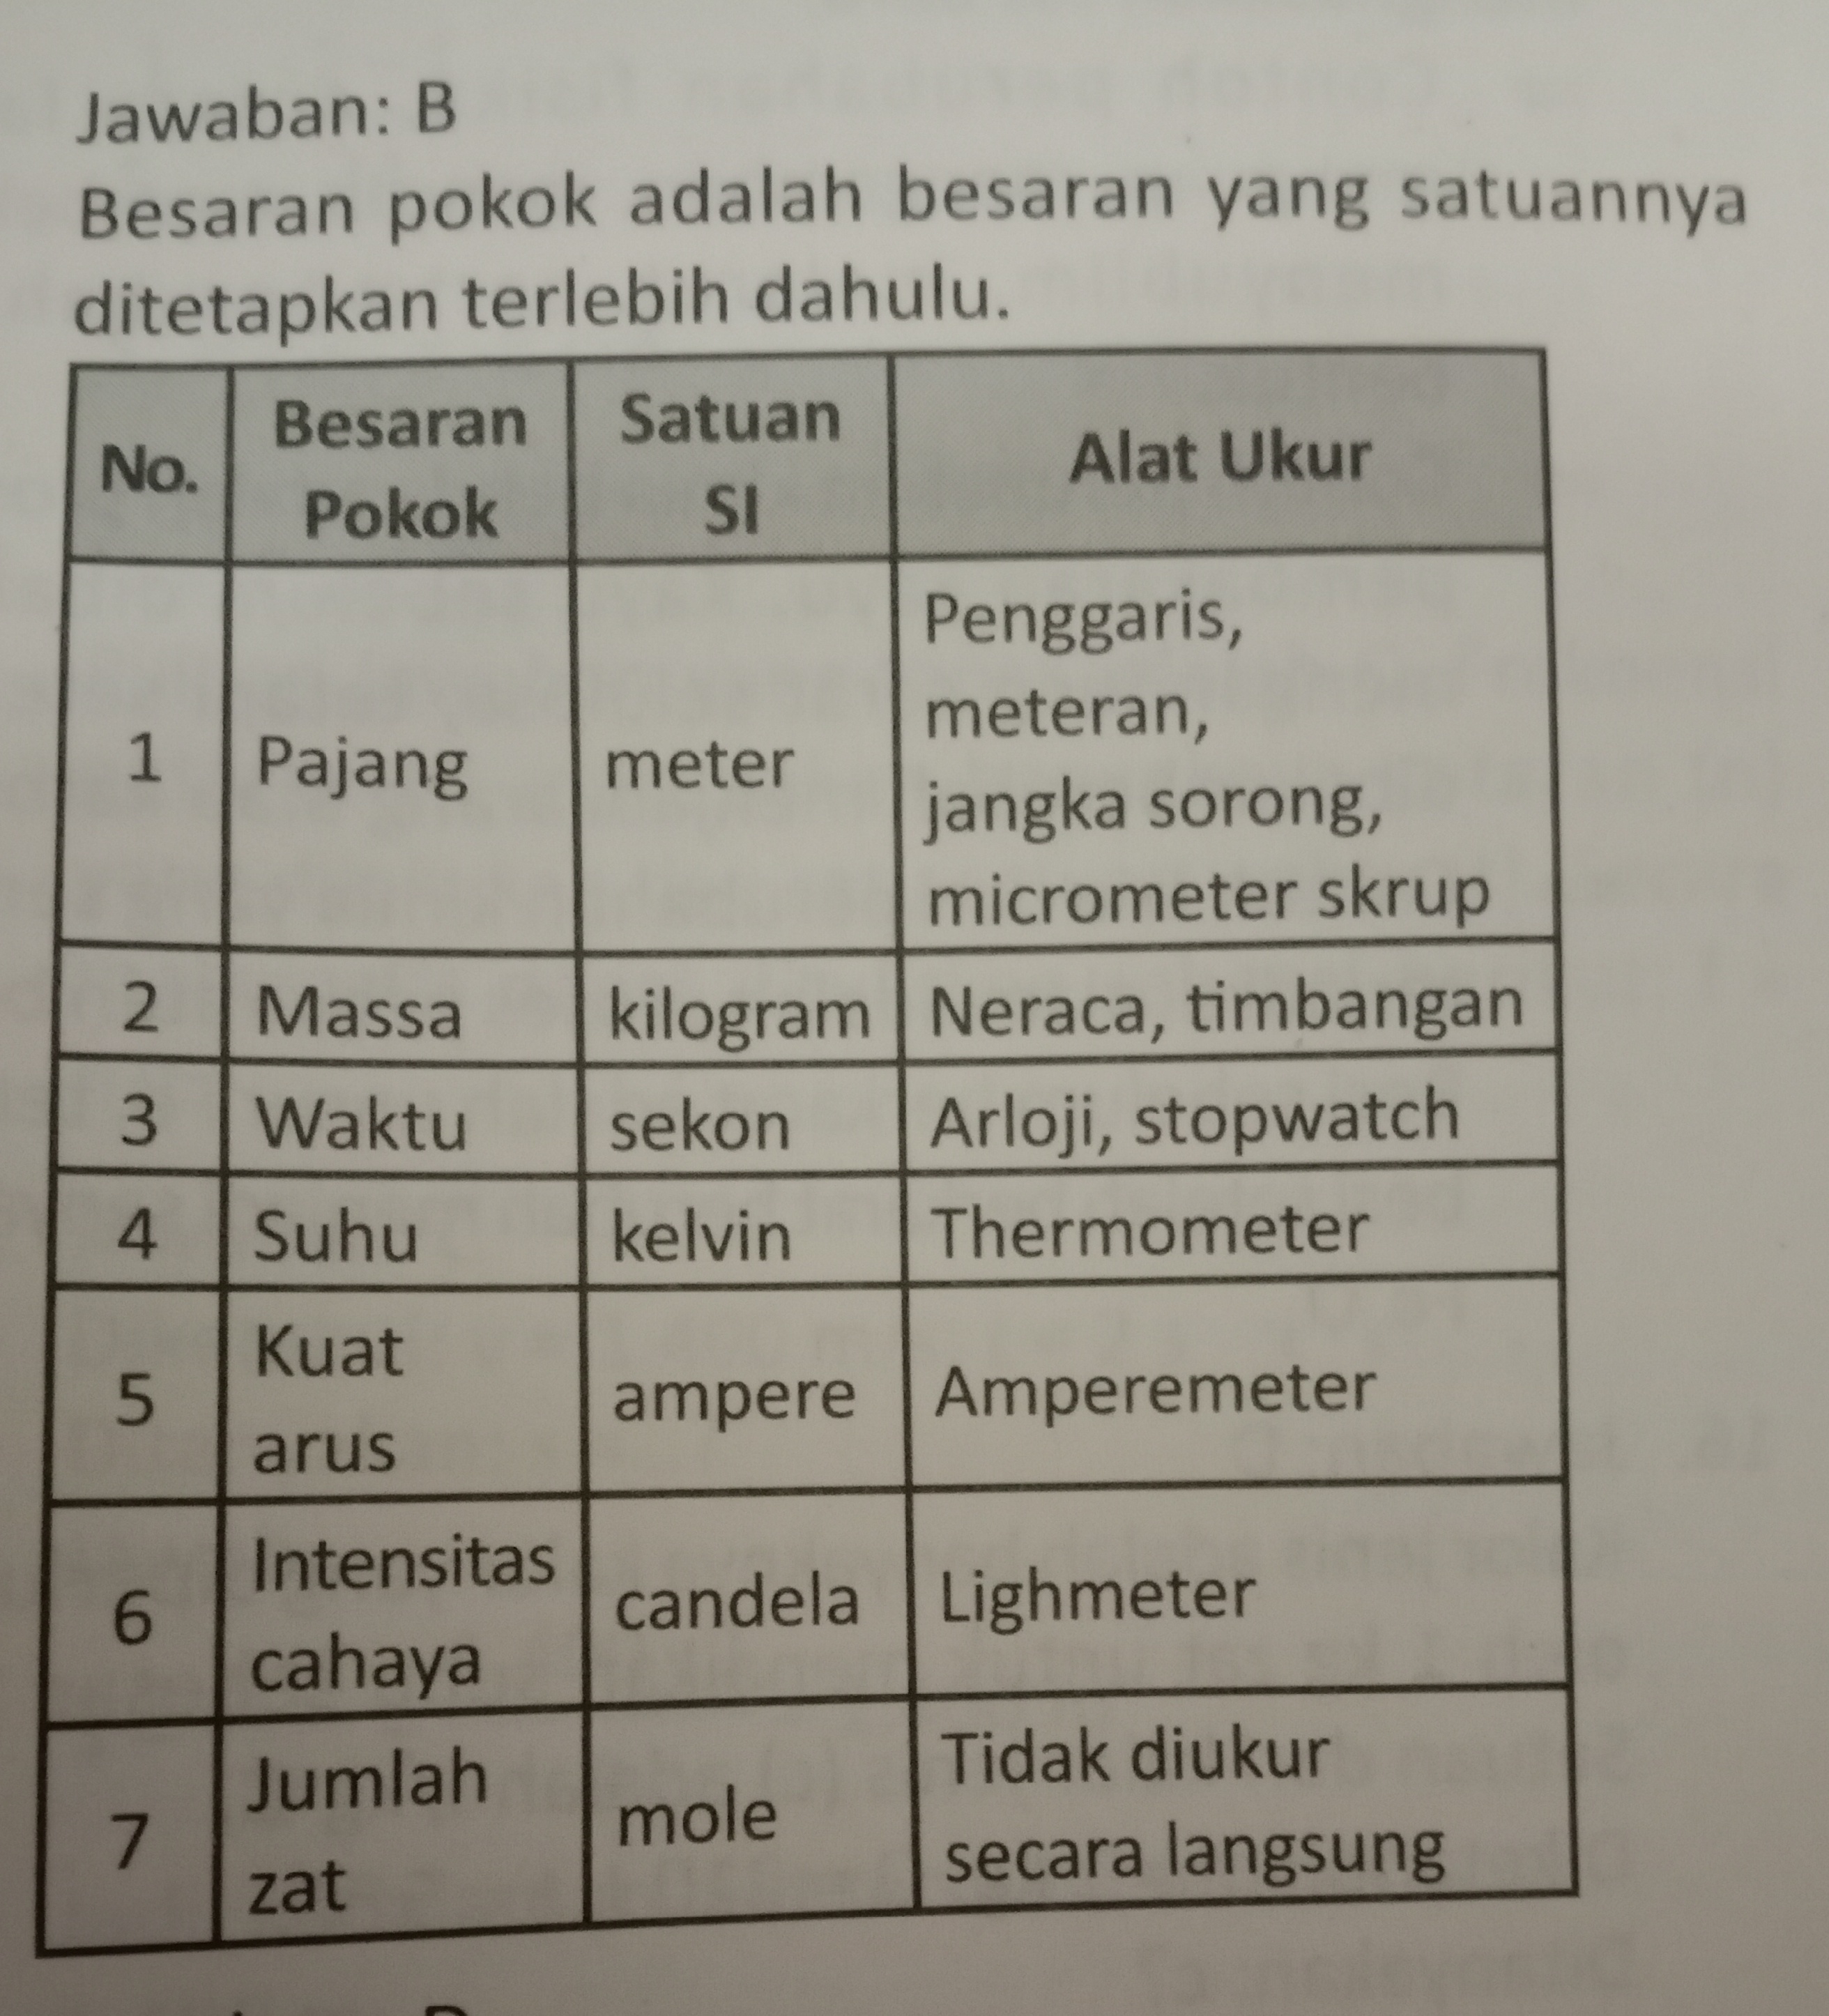 Jawaban: B
Besaran pokok adalah besaran yang satuannya
ditetapkan terlebih dahulu.
No.
Besaran
Pokok
Satuan
SI
Alat Ukur
1
Pajang
meter
Penggaris,
meteran,
jangka sorong,
micrometer skrup
2
Massa
kilogram
Neraca, timbangan
3
Waktu
sekon
Arloji, stopwatch
4
Suhu
kelvin
Thermometer
5
Kuat
arus
ampere
Amperemeter
6
Intensitas
cahaya
candela
Lighmeter
7
Jumlah
zat
mole
Tidak diukur
secara langsung